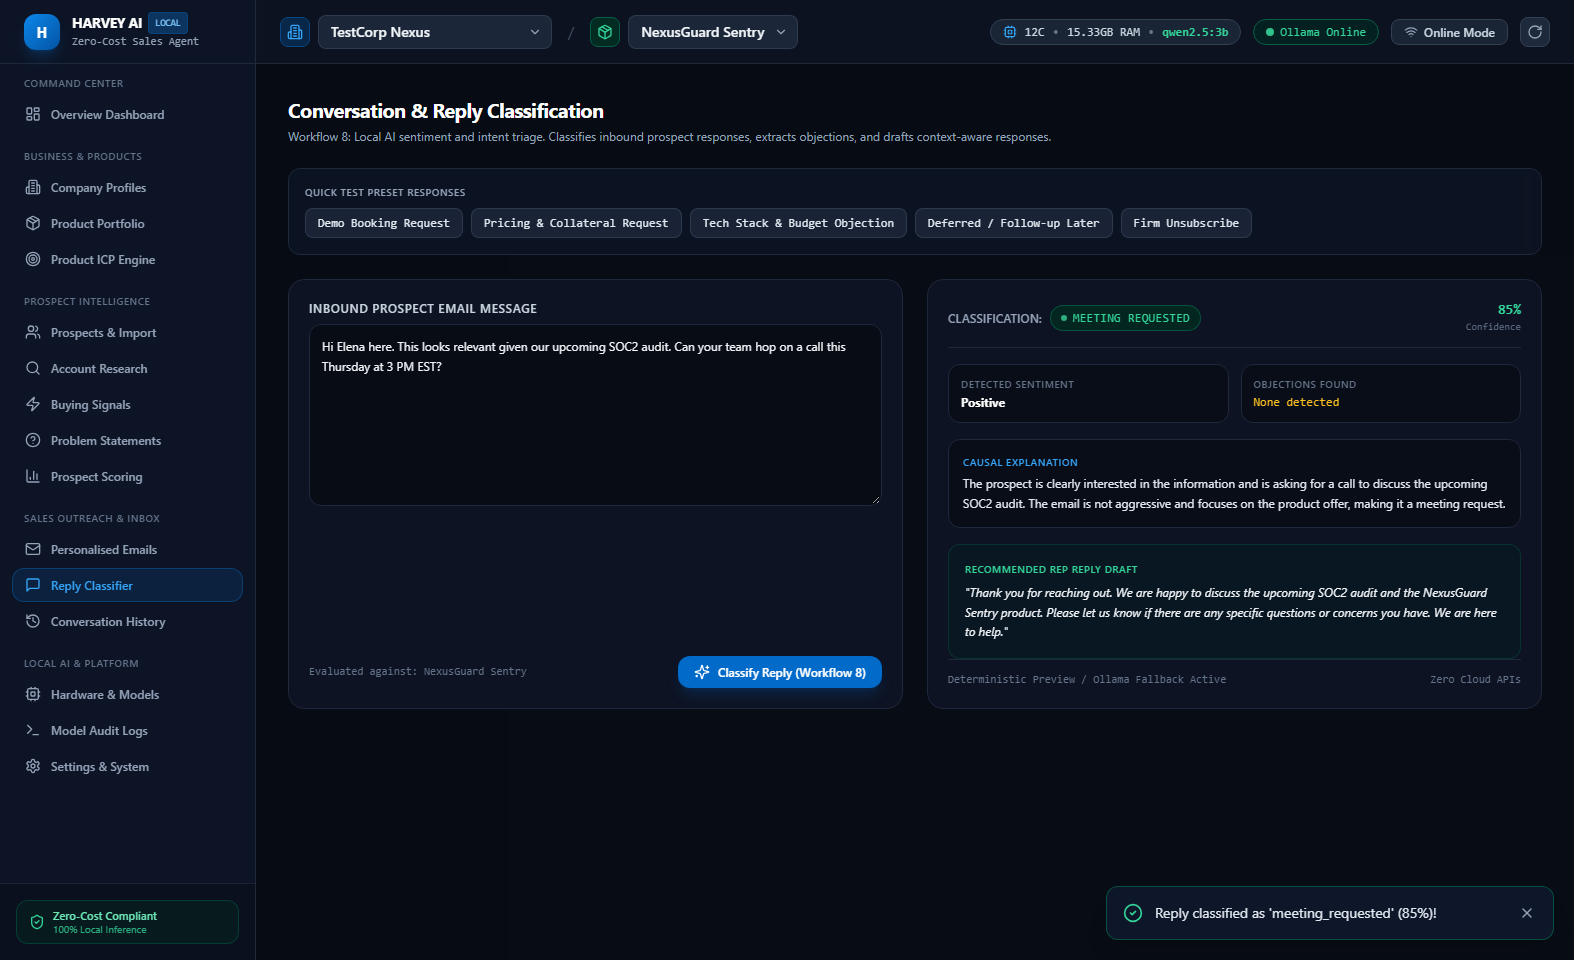 H
HARVEY AI LOCAL
Zero-Cost Sales Agent
TestCorp Nexus
/
NexusGuard Sentry
12C • 15.33GB RAM • qwen2.5:3b
Ollama Online
Online Mode
COMMAND CENTER
Overview Dashboard
BUSINESS & PRODUCTS
Company Profiles
Product Portfolio
Product ICP Engine
PROSPECT INTELLIGENCE
Prospects & Import
Account Research
Buying Signals
Problem Statements
Prospect Scoring
SALES OUTREACH & INBOX
Personalised Emails
Reply Classifier
Conversation History
LOCAL AI & PLATFORM
Hardware & Models
Model Audit Logs
Settings & System
Zero-Cost Compliant
100% Local Inference
Conversation & Reply Classification
Workflow 8: Local AI sentiment and intent triage. Classifies inbound prospect responses, extracts objections, and drafts context-aware responses.
QUICK TEST PRESET RESPONSES
Demo Booking Request
Pricing & Collateral Request
Tech Stack & Budget Objection
Deferred / Follow-up Later
Firm Unsubscribe
INBOUND PROSPECT EMAIL MESSAGE
Hi Elena here. This looks relevant given our upcoming SOC2 audit. Can your team hop on a call this
Thursday at 3 PM EST?
Evaluated against: NexusGuard Sentry
Classify Reply (Workflow 8)
CLASSIFICATION: MEETING REQUESTED
85%
Confidence
DETECTED SENTIMENT
Positive
OBJECTIONS FOUND
None detected
CAUSAL EXPLANATION
The prospect is clearly interested in the information and is asking for a call to discuss the upcoming
SOC2 audit. The email is not aggressive and focuses on the product offer, making it a meeting request.
RECOMMENDED REP REPLY DRAFT
"Thank you for reaching out. We are happy to discuss the upcoming SOC2 audit and the NexusGuard
Sentry product. Please let us know if there are any specific questions or concerns you have. We are here
to help."
Deterministic Preview / Ollama Fallback Active
Zero Cloud APIs
Reply classified as 'meeting_requested' (85%)!